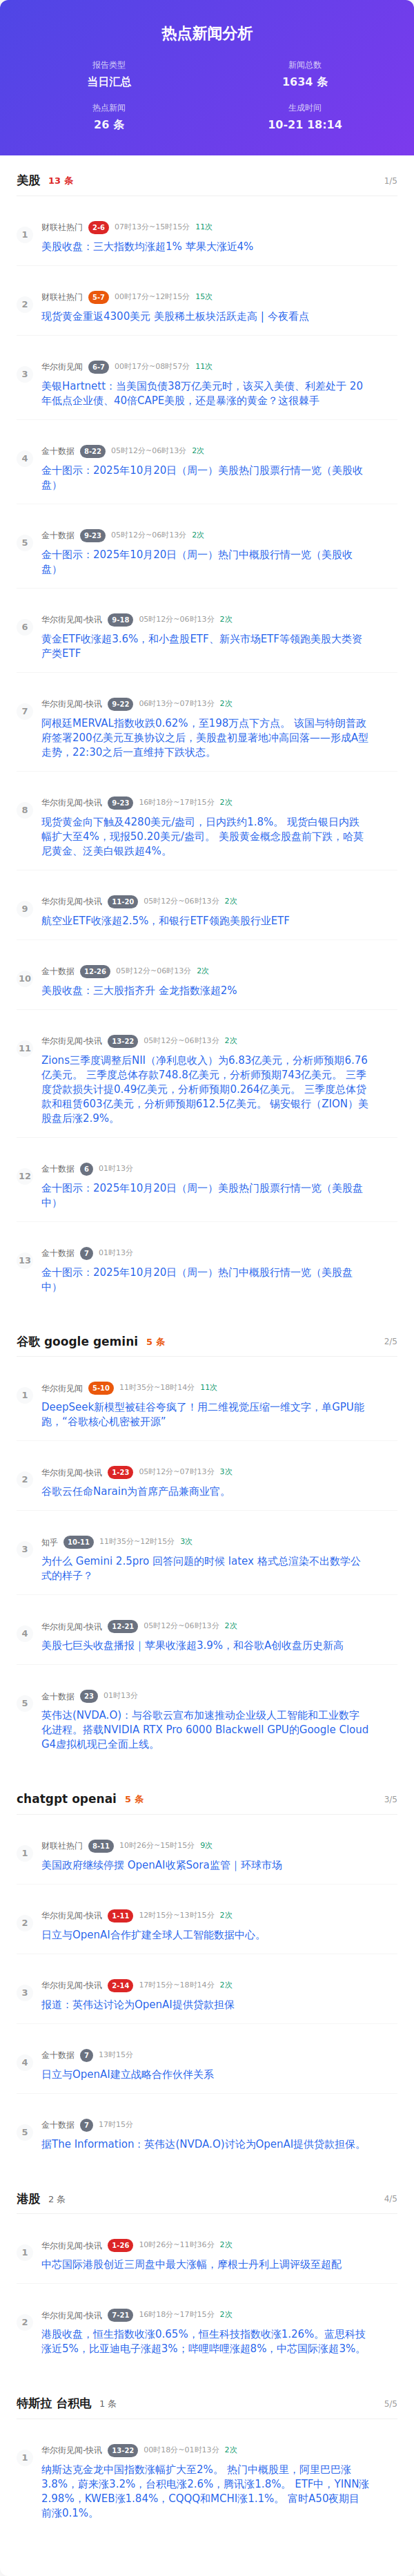 热点新闻分析
报告类型
当日汇总
新闻总数
1634 条
热点新闻
26 条
生成时间
10-21 18:14
美股 13 条 1/5
1
财联社热门 2-6 07时13分~15时15分 11次
美股收盘：三大指数均涨超1% 苹果大涨近4%
2
财联社热门 5-7 00时17分~12时15分 15次
现货黄金重返4300美元 美股稀土板块活跃走高 | 今夜看点
3
华尔街见闻 6-7 00时17分~08时57分 11次
美银Hartnett：当美国负债38万亿美元时，该买入美债、利差处于 20
年低点企业债、40倍CAPE美股，还是暴涨的黄金？这很棘手
4
金十数据 8-22 05时12分~06时13分 2次
金十图示：2025年10月20日（周一）美股热门股票行情一览（美股收
盘）
5
金十数据 9-23 05时12分~06时13分 2次
金十图示：2025年10月20日（周一）热门中概股行情一览（美股收
盘）
6
华尔街见闻-快讯 9-18 05时12分~06时13分 2次
黄金ETF收涨超3.6%，和小盘股ETF、新兴市场ETF等领跑美股大类资
产类ETF
7
华尔街见闻-快讯 9-22 06时13分~07时13分 2次
阿根廷MERVAL指数收跌0.62%，至198万点下方点。 该国与特朗普政
府签署200亿美元互换协议之后，美股盘初显著地冲高回落——形成A型
走势，22:30之后一直维持下跌状态。
8
华尔街见闻-快讯 9-23 16时18分~17时15分 2次
现货黄金向下触及4280美元/盎司，日内跌约1.8%。 现货白银日内跌
幅扩大至4%，现报50.20美元/盎司。 美股黄金概念股盘前下跌，哈莫
尼黄金、泛美白银跌超4%。
9
华尔街见闻-快讯 11-20 05时12分~06时13分 2次
航空业ETF收涨超2.5%，和银行ETF领跑美股行业ETF
10
金十数据 12-26 05时12分~06时13分 2次
美股收盘：三大股指齐升 金龙指数涨超2%
11
华尔街见闻-快讯 13-22 05时12分~06时13分 2次
Zions三季度调整后NII（净利息收入）为6.83亿美元，分析师预期6.76
亿美元。 三季度总体存款748.8亿美元，分析师预期743亿美元。 三季
度贷款损失计提0.49亿美元，分析师预期0.264亿美元。 三季度总体贷
款和租赁603亿美元，分析师预期612.5亿美元。 锡安银行（ZION）美
股盘后涨2.9%。
12
金十数据 6 01时13分
金十图示：2025年10月20日（周一）美股热门股票行情一览（美股盘
中）
13
金十数据 7 01时13分
金十图示：2025年10月20日（周一）热门中概股行情一览（美股盘
中）
谷歌 google gemini 5 条 2/5
1
华尔街见闻 5-10 11时35分~18时14分 11次
DeepSeek新模型被硅谷夸疯了！用二维视觉压缩一维文字，单GPU能
跑，“谷歌核心机密被开源”
2
华尔街见闻-快讯 1-23 05时12分~07时13分 3次
谷歌云任命Narain为首席产品兼商业官。
3
知乎 10-11 11时35分~12时15分 3次
为什么 Gemini 2.5pro 回答问题的时候 latex 格式总渲染不出数学公
式的样子？
4
华尔街见闻-快讯 12-21 05时12分~06时13分 2次
美股七巨头收盘播报｜苹果收涨超3.9%，和谷歌A创收盘历史新高
5
金十数据 23 01时13分
英伟达(NVDA.O)：与谷歌云宣布加速推动企业级人工智能和工业数字
化进程。搭载NVIDIA RTX Pro 6000 Blackwell GPU的Google Cloud
G4虚拟机现已全面上线。
chatgpt openai 5 条 3/5
1
财联社热门 8-11 10时26分~15时15分 9次
美国政府继续停摆 OpenAI收紧Sora监管｜环球市场
2
华尔街见闻-快讯 1-11 12时15分~13时15分 2次
日立与OpenAI合作扩建全球人工智能数据中心。
3
华尔街见闻-快讯 2-14 17时15分~18时14分 2次
报道：英伟达讨论为OpenAI提供贷款担保
4
金十数据 7 13时15分
日立与OpenAI建立战略合作伙伴关系
5
金十数据 7 17时15分
据The Information：英伟达(NVDA.O)讨论为OpenAI提供贷款担保。
港股 2 条 4/5
1
华尔街见闻-快讯 1-26 10时26分~11时36分 2次
中芯国际港股创近三周盘中最大涨幅，摩根士丹利上调评级至超配
2
华尔街见闻-快讯 7-21 16时18分~17时15分 2次
港股收盘，恒生指数收涨0.65%，恒生科技指数收涨1.26%。蓝思科技
涨近5%，比亚迪电子涨超3%；哔哩哔哩涨超8%，中芯国际涨超3%。
特斯拉 台积电 1 条 5/5
1
华尔街见闻-快讯 13-22 00时18分~01时13分 2次
纳斯达克金龙中国指数涨幅扩大至2%。 热门中概股里，阿里巴巴涨
3.8%，蔚来涨3.2%，台积电涨2.6%，腾讯涨1.8%。 ETF中，YINN涨
2.98%，KWEB涨1.84%，CQQQ和MCHI涨1.1%。 富时A50夜期目
前涨0.1%。